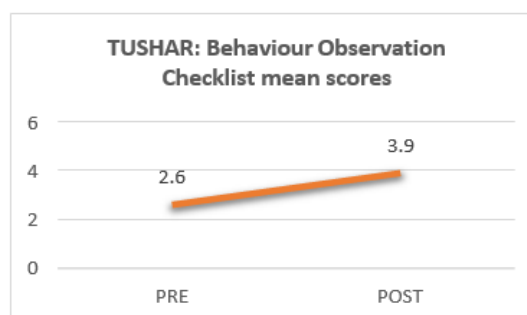 TUSHAR: Behaviour Observation
Checklist mean scores
6
3.9
4
2.6
2
0
PRE POST